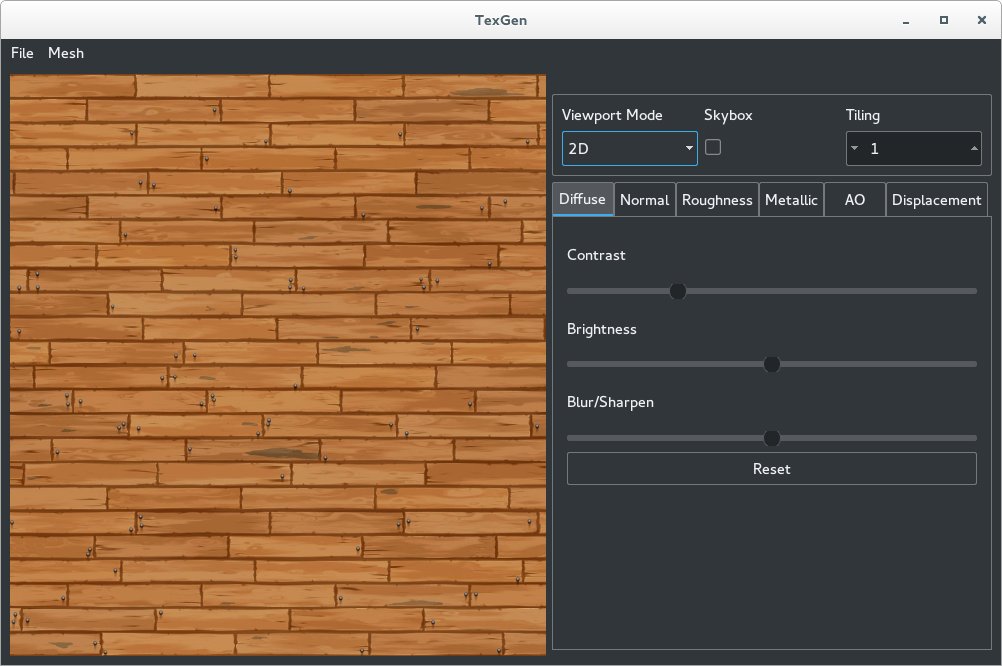 TexGen
File Mesh
Viewport Mode Skybox Tiling
2D 1
Diffuse Normal Roughness Metallic AO Displacement
Contrast
Brightness
Blur/Sharpen
Reset